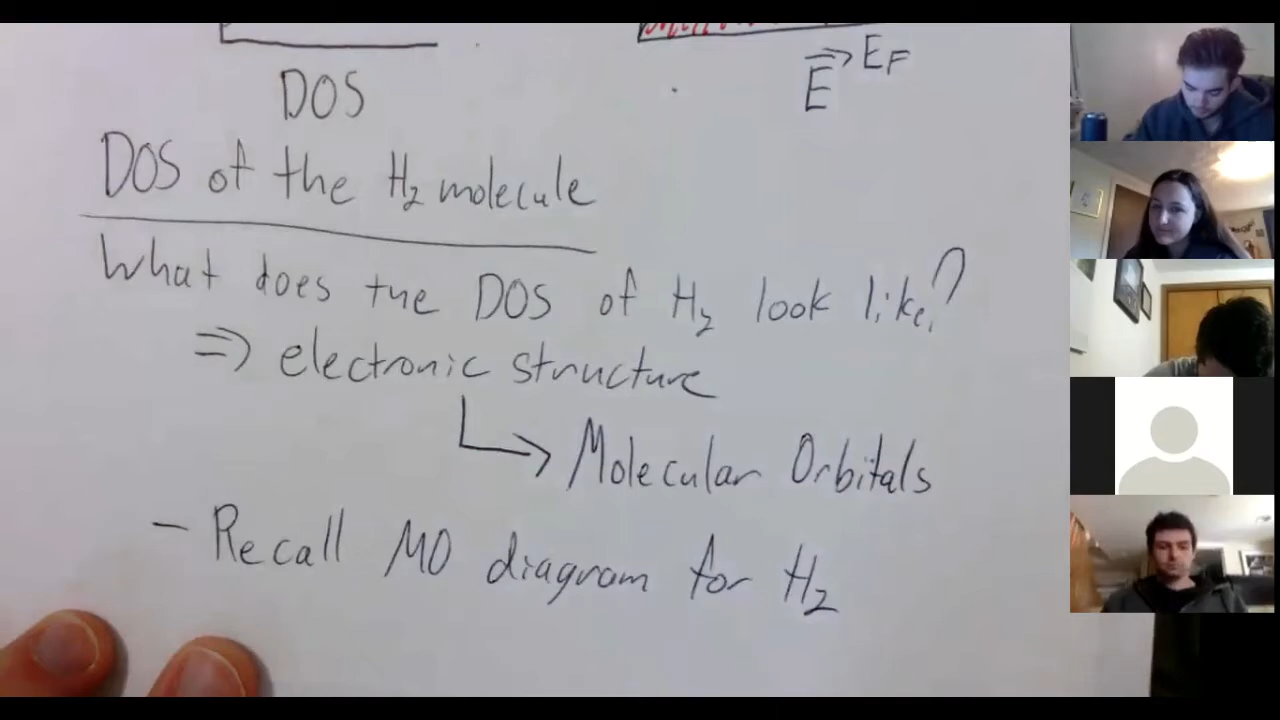 E_F
DOS
E
DOS of the H₂ molecule
What does the DOS of H₂ look like?
⇒ electronic structure
↳ Molecular Orbitals
- Recall MO diagram for H₂